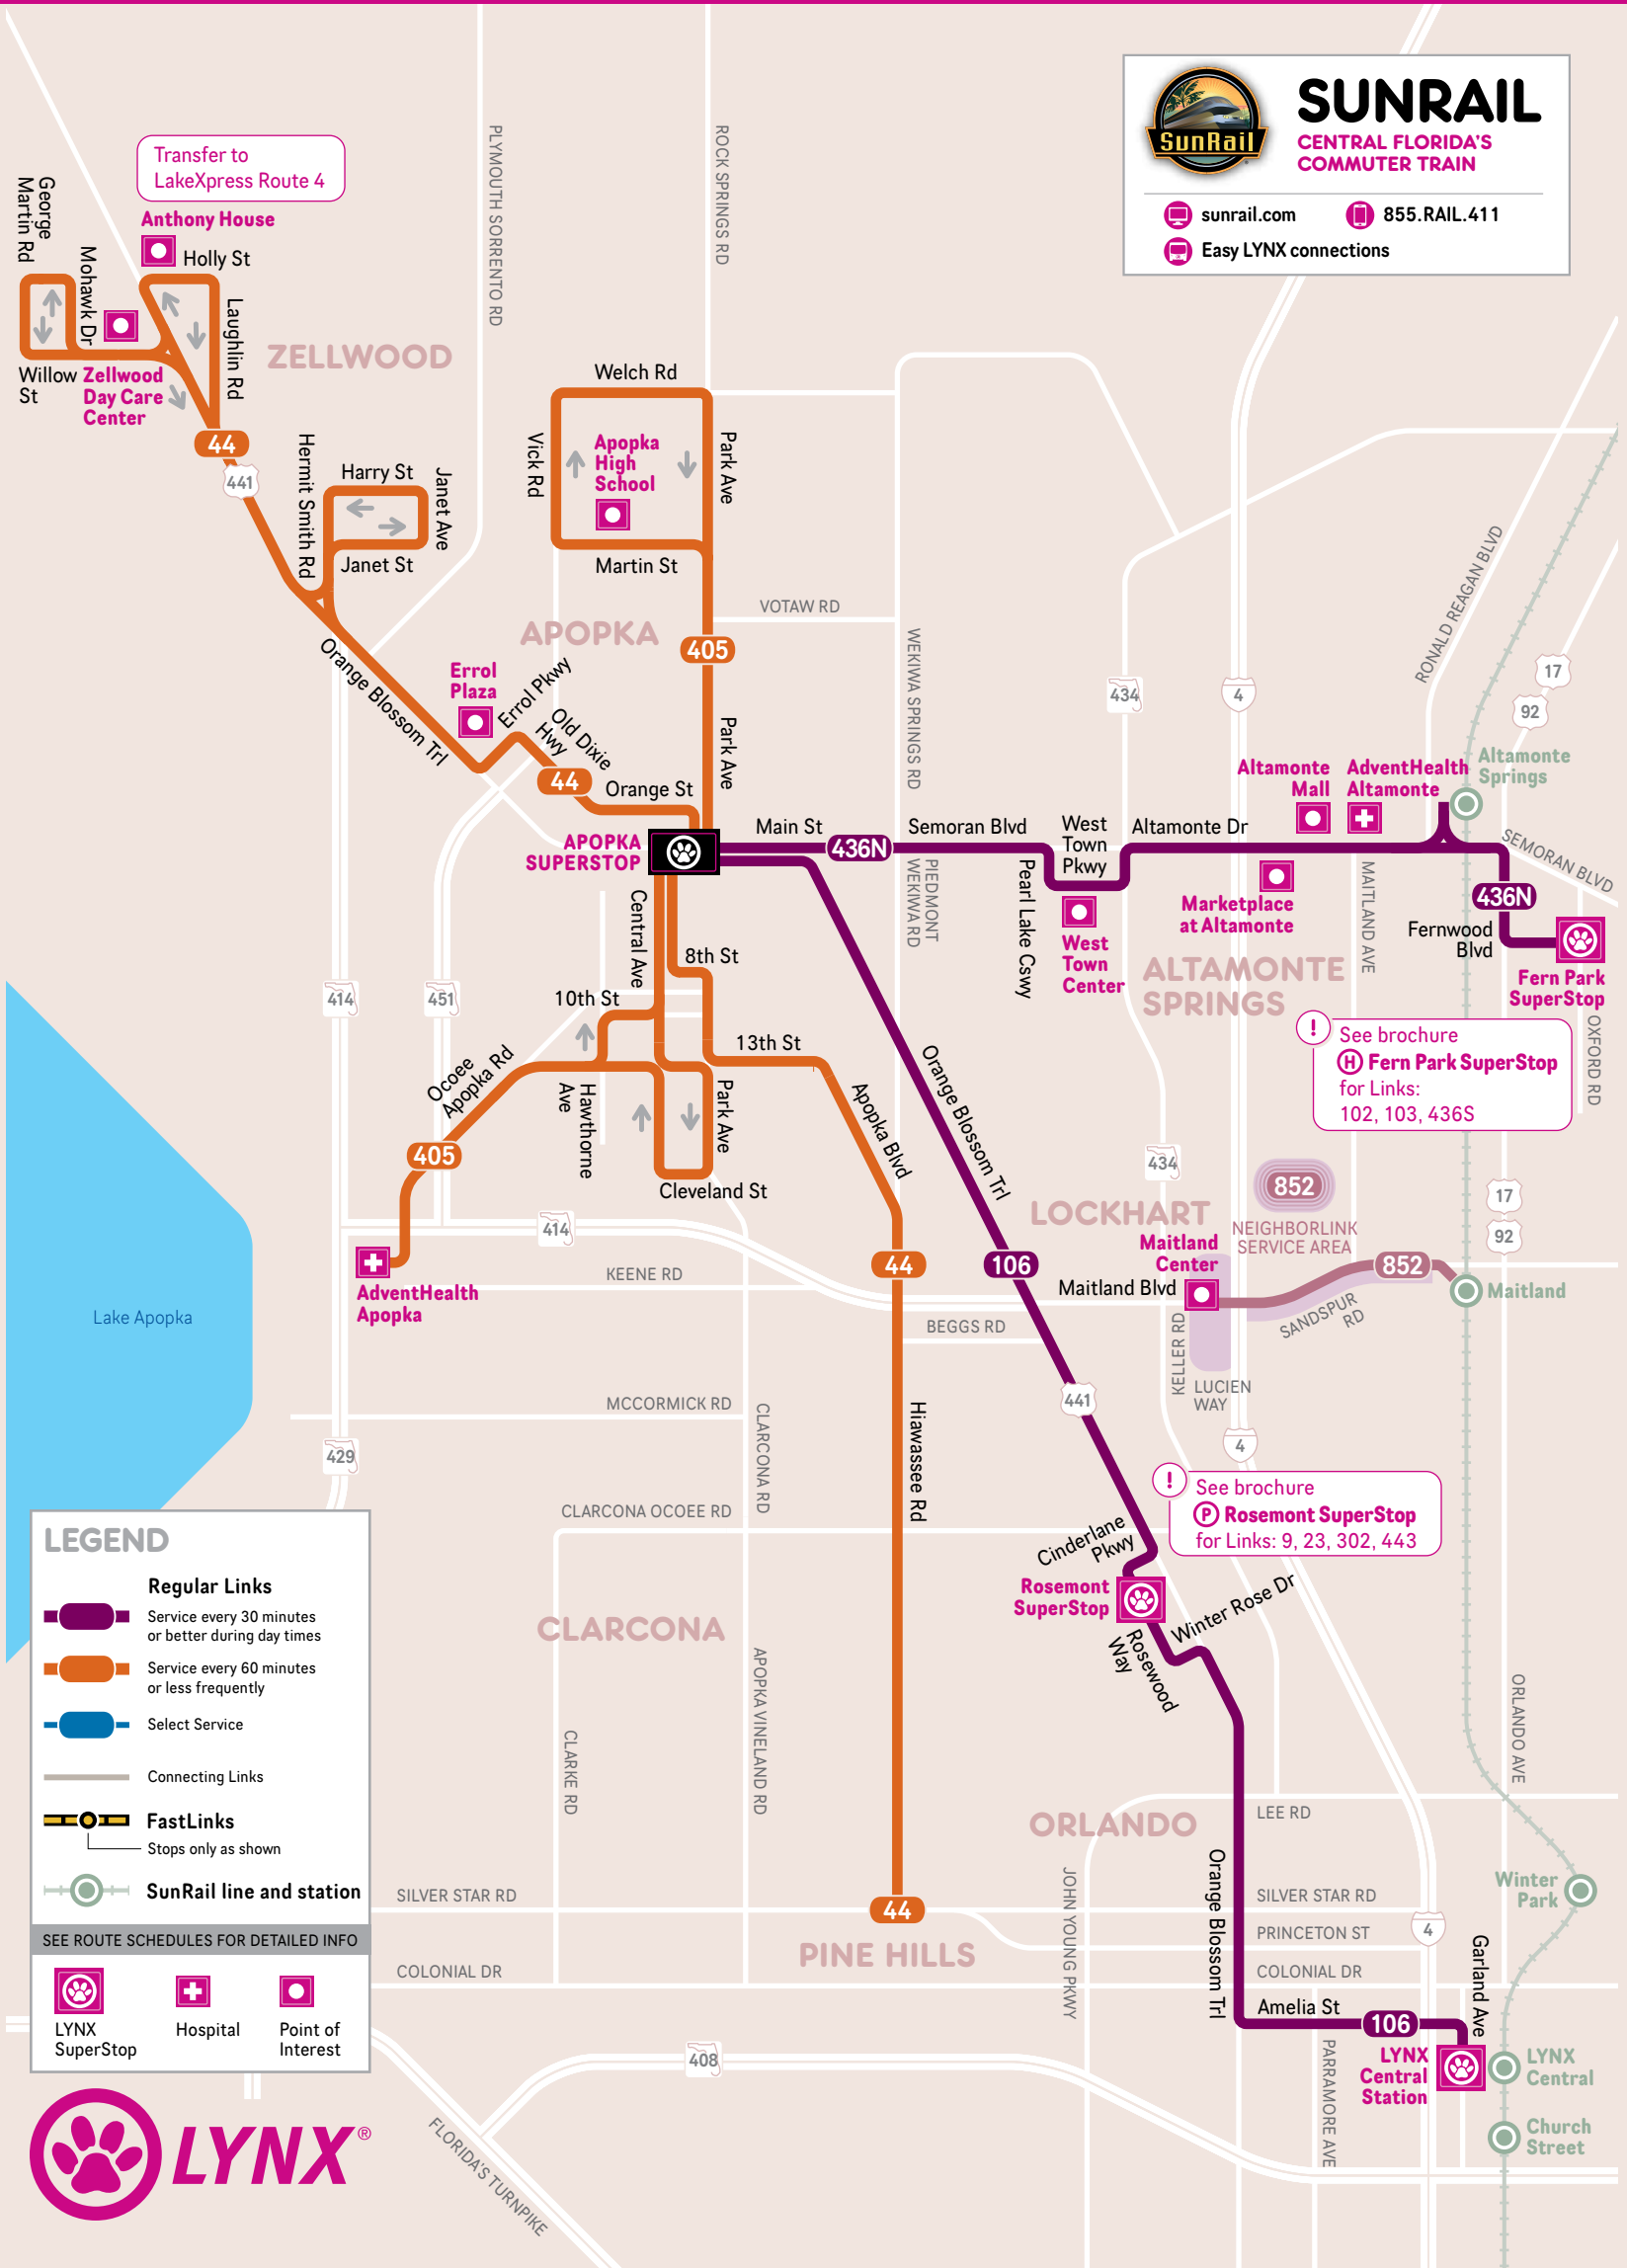 SUNRAIL
CENTRAL FLORIDA'S
COMMUTER TRAIN
SunRail
sunrail.com
855.RAIL.411
Easy LYNX connections
Transfer to
LakeXpress Route 4
Anthony House
George
Martin Rd
Mohawk Dr
Holly St
Laughlin Rd
Willow
St
Zellwood
Day Care
Center
ZELLWOOD
PLYMOUTH SORRENTO RD
ROCK SPRINGS RD
44
441
Hermit Smith Rd
Harry St
Janet Ave
Janet St
Welch Rd
Vick Rd
Apopka
High
School
Park Ave
Martin St
VOTAW RD
APOPKA
405
Orange Blossom Trl
Errol
Plaza
Errol Pkwy
Old Dixie
Hwy
44
Orange St
Park Ave
WEKIWA SPRINGS RD
434
4
RONALD REAGAN BLVD
17
92
Altamonte
Springs
Altamonte
Mall
AdventHealth
Altamonte
APOPKA
SUPERSTOP
Main St
436N
Semoran Blvd
West
Town
Pkwy
Altamonte Dr
SEMORAN BLVD
PIEDMONT
WEKIWA RD
Pearl Lake Cswy
West
Town
Center
Marketplace
at Altamonte
MAITLAND AVE
436N
Fernwood
Blvd
Fern Park
SuperStop
ALTAMONTE
SPRINGS
OXFORD RD
!
See brochure
H Fern Park SuperStop
for Links:
102, 103, 436S
Central Ave
8th St
10th St
13th St
414
451
Ocoee
Apopka Rd
Hawthorne
Ave
Park Ave
Apopka Blvd
Orange Blossom Trl
405
Cleveland St
434
852
NEIGHBORLINK
SERVICE AREA
17
92
LOCKHART
414
44
106
Maitland
Center
Maitland Blvd
852
Maitland
SANDSPUR
RD
AdventHealth
Apopka
KEENE RD
BEGGS RD
KELLER RD
LUCIEN
WAY
Lake Apopka
441
MCCORMICK RD
CLARCONA RD
Hiawassee Rd
429
4
CLARCONA OCOEE RD
!
See brochure
P Rosemont SuperStop
for Links: 9, 23, 302, 443
Cinderlane
Pkwy
Rosemont
SuperStop
Winter Rose Dr
Rosewood
Way
CLARCONA
CLARKE RD
APOPKA VINELAND RD
ORLANDO AVE
ORLANDO
LEE RD
JOHN YOUNG PKWY
Orange Blossom Trl
Winter
Park
SILVER STAR RD
44
SILVER STAR RD
PRINCETON ST
4
PINE HILLS
COLONIAL DR
COLONIAL DR
Garland Ave
Amelia St
106
LYNX
Central
Station
LYNX
Central
PARRAMORE AVE
Church
Street
408
FLORIDA'S TURNPIKE
LEGEND
Regular Links
Service every 30 minutes
or better during day times
Service every 60 minutes
or less frequently
Select Service
Connecting Links
FastLinks
Stops only as shown
SunRail line and station
SEE ROUTE SCHEDULES FOR DETAILED INFO
LYNX
SuperStop
Hospital
Point of
Interest
LYNX®